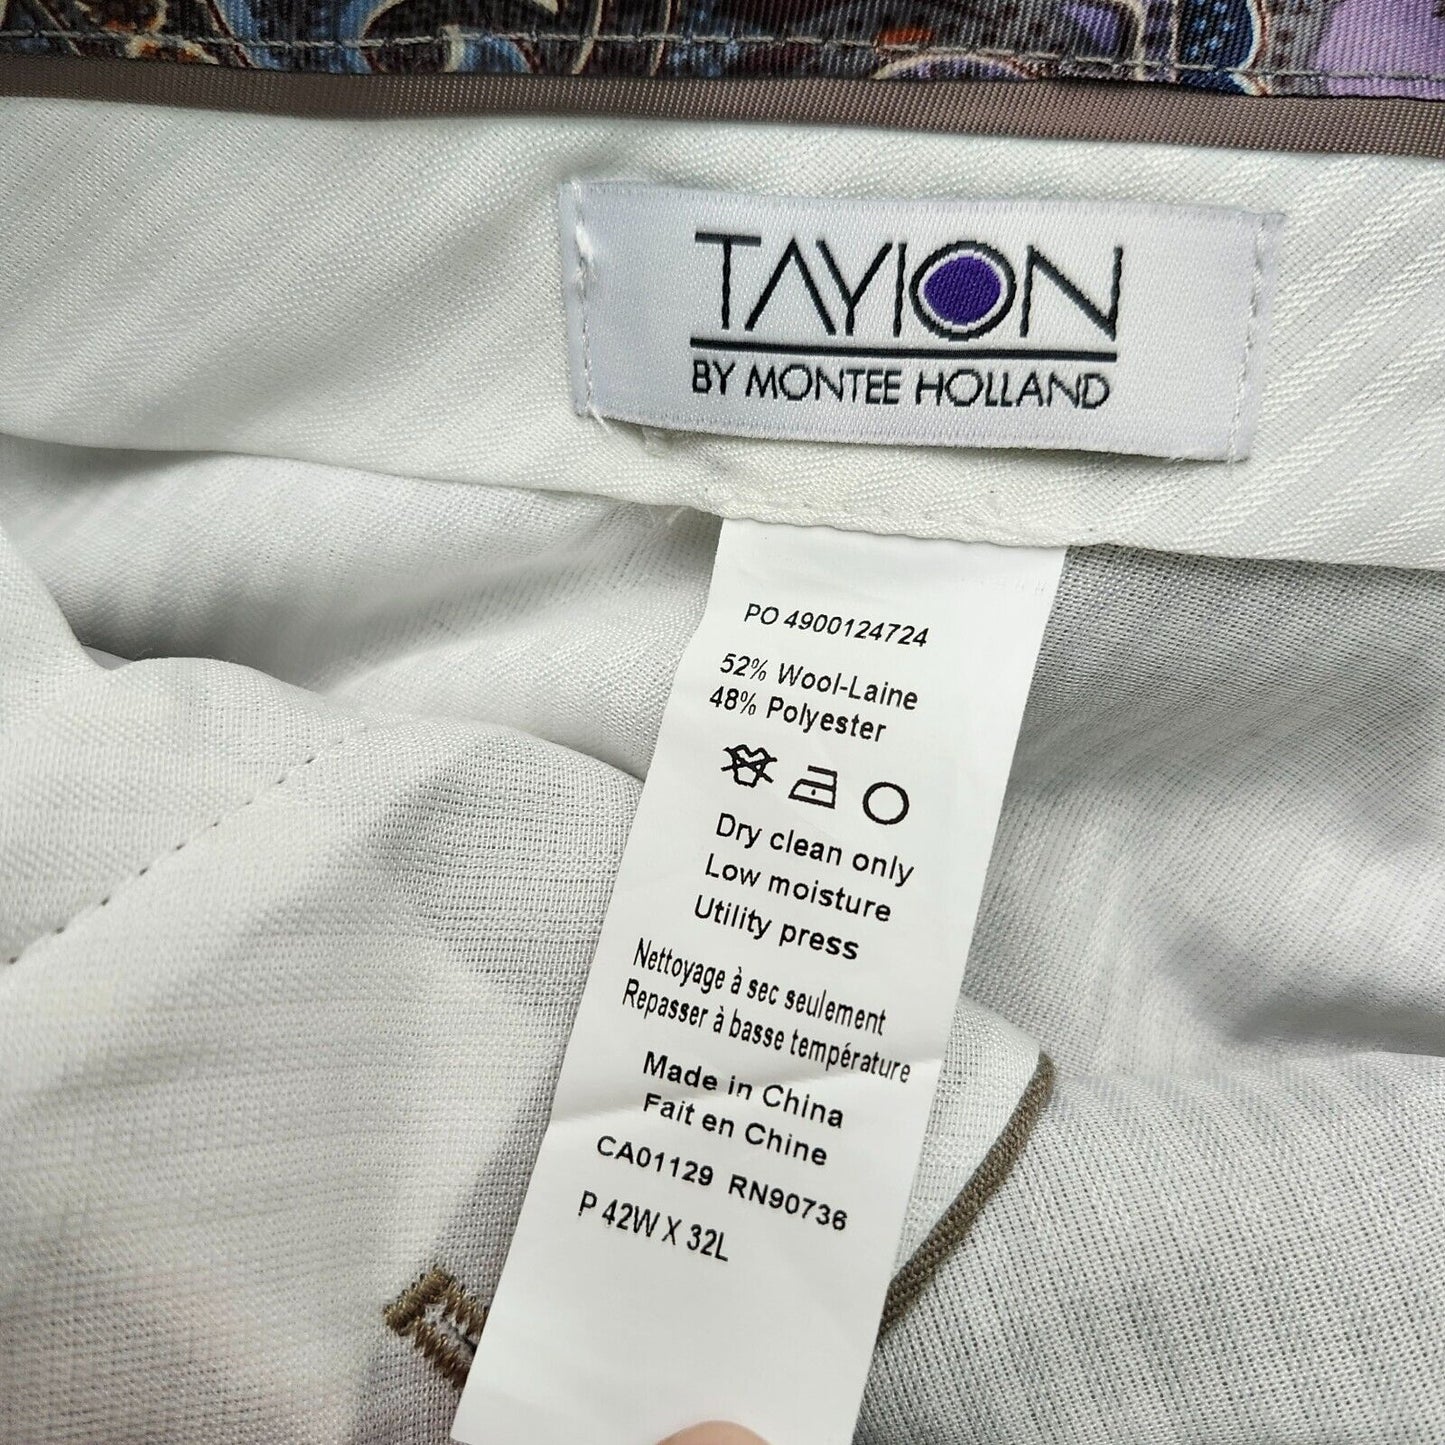 TAYION
BY MONTEE HOLLAND
PO 4900124724
52% Wool-Laine
48% Polyester
Dry clean only
Low moisture
Utility press
Nettoyage à sec seulement
Repasser à basse température
Made in China
Fait en Chine
CA01129 RN90736
P 42W X 32L